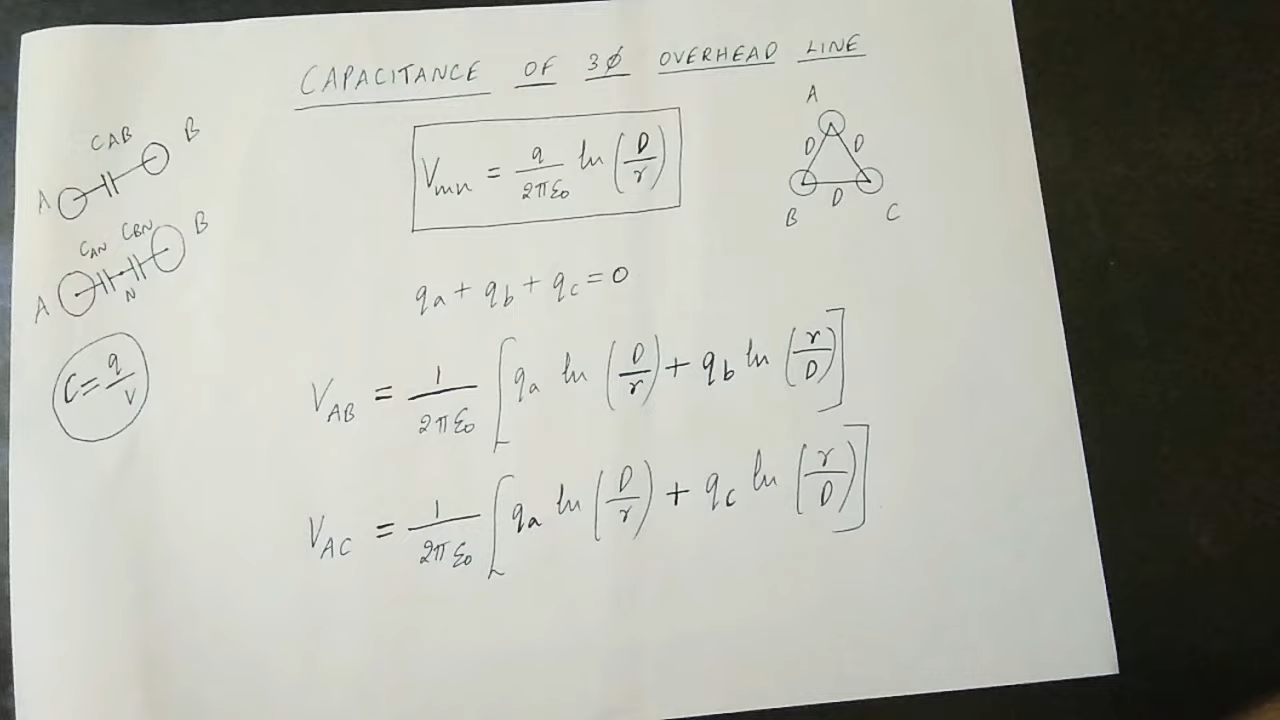 CAPACITANCE OF 3Φ OVERHEAD LINE
CAB
A B
CAN CBN
A N B
C = q/V
Vmn = q/2πε0 ln (D/r)
A
D D
B D C
qa + qb + qc = 0
VAB = 1/2πε0 [qa ln (D/r) + qb ln (r/D)]
VAC = 1/2πε0 [qa ln (D/r) + qc ln (r/D)]